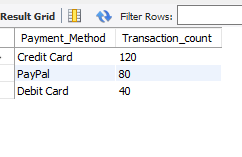 Result Grid Filter Rows:
Payment_Method Transaction_count
Credit Card 120
PayPal 80
Debit Card 40